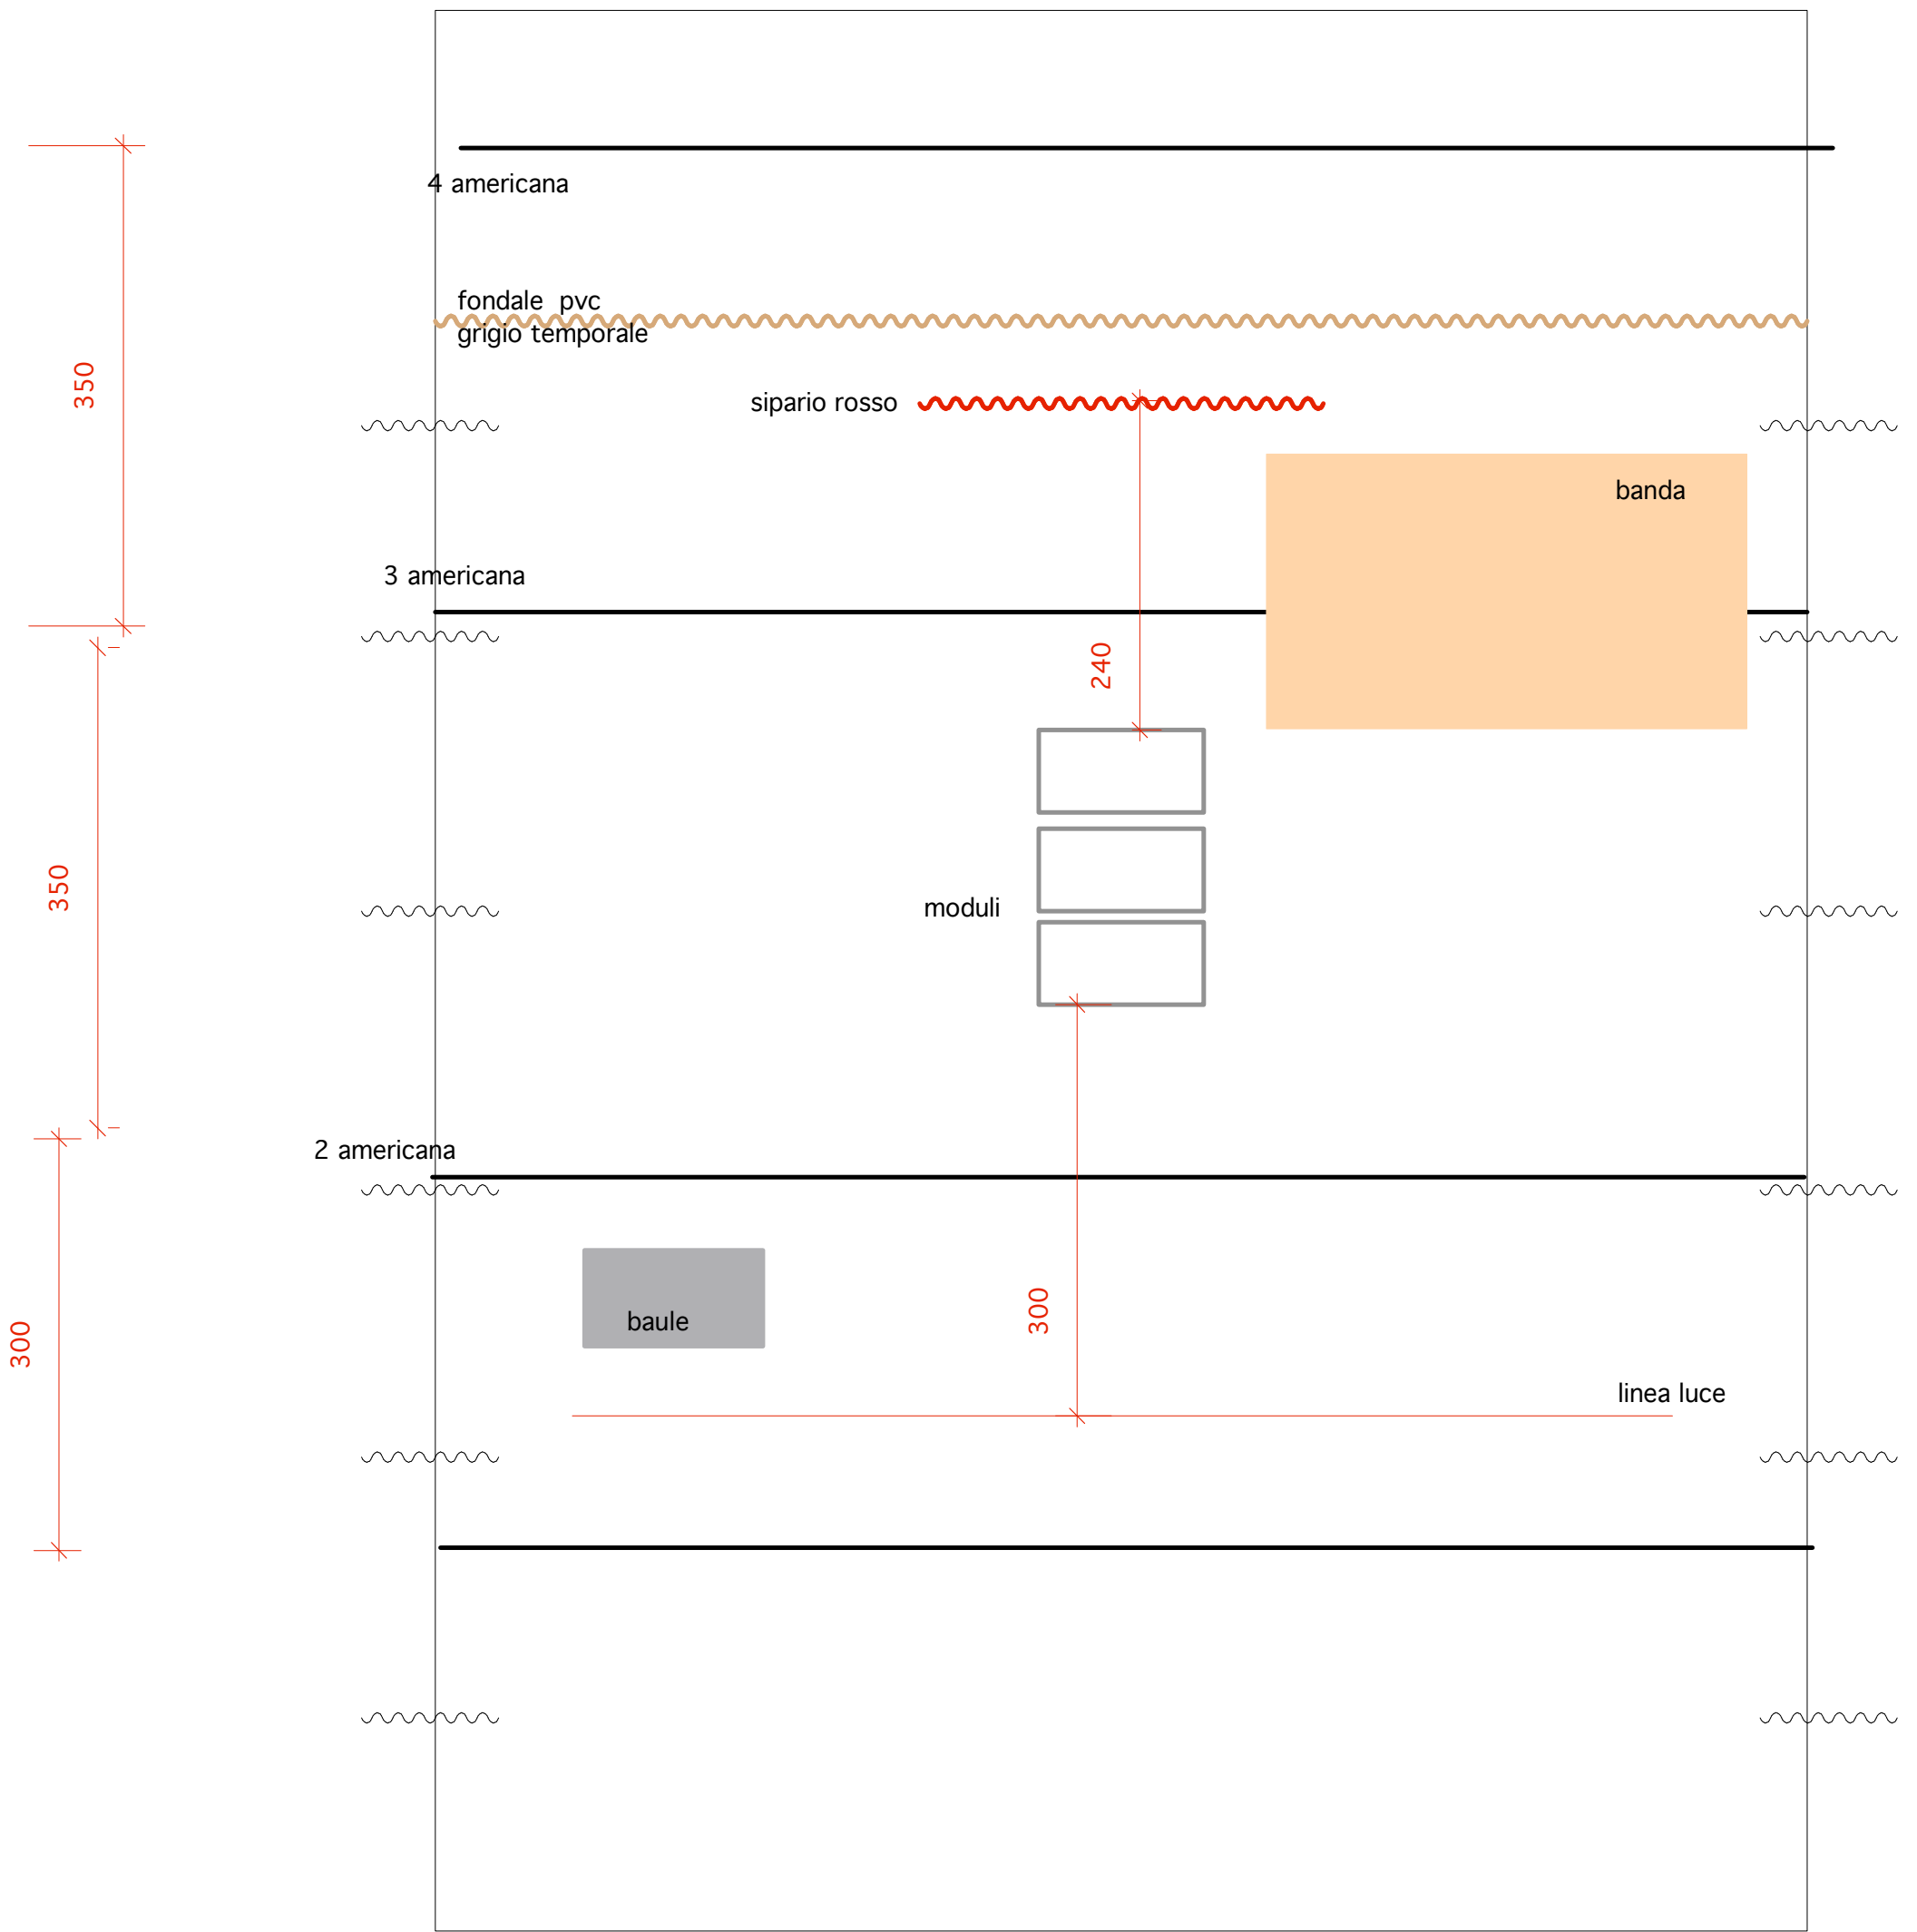 4 americana
fondale pvc
grigio temporale
350
sipario rosso
banda
3 americana
240
350
moduli
2 americana
300
baule
300
linea luce